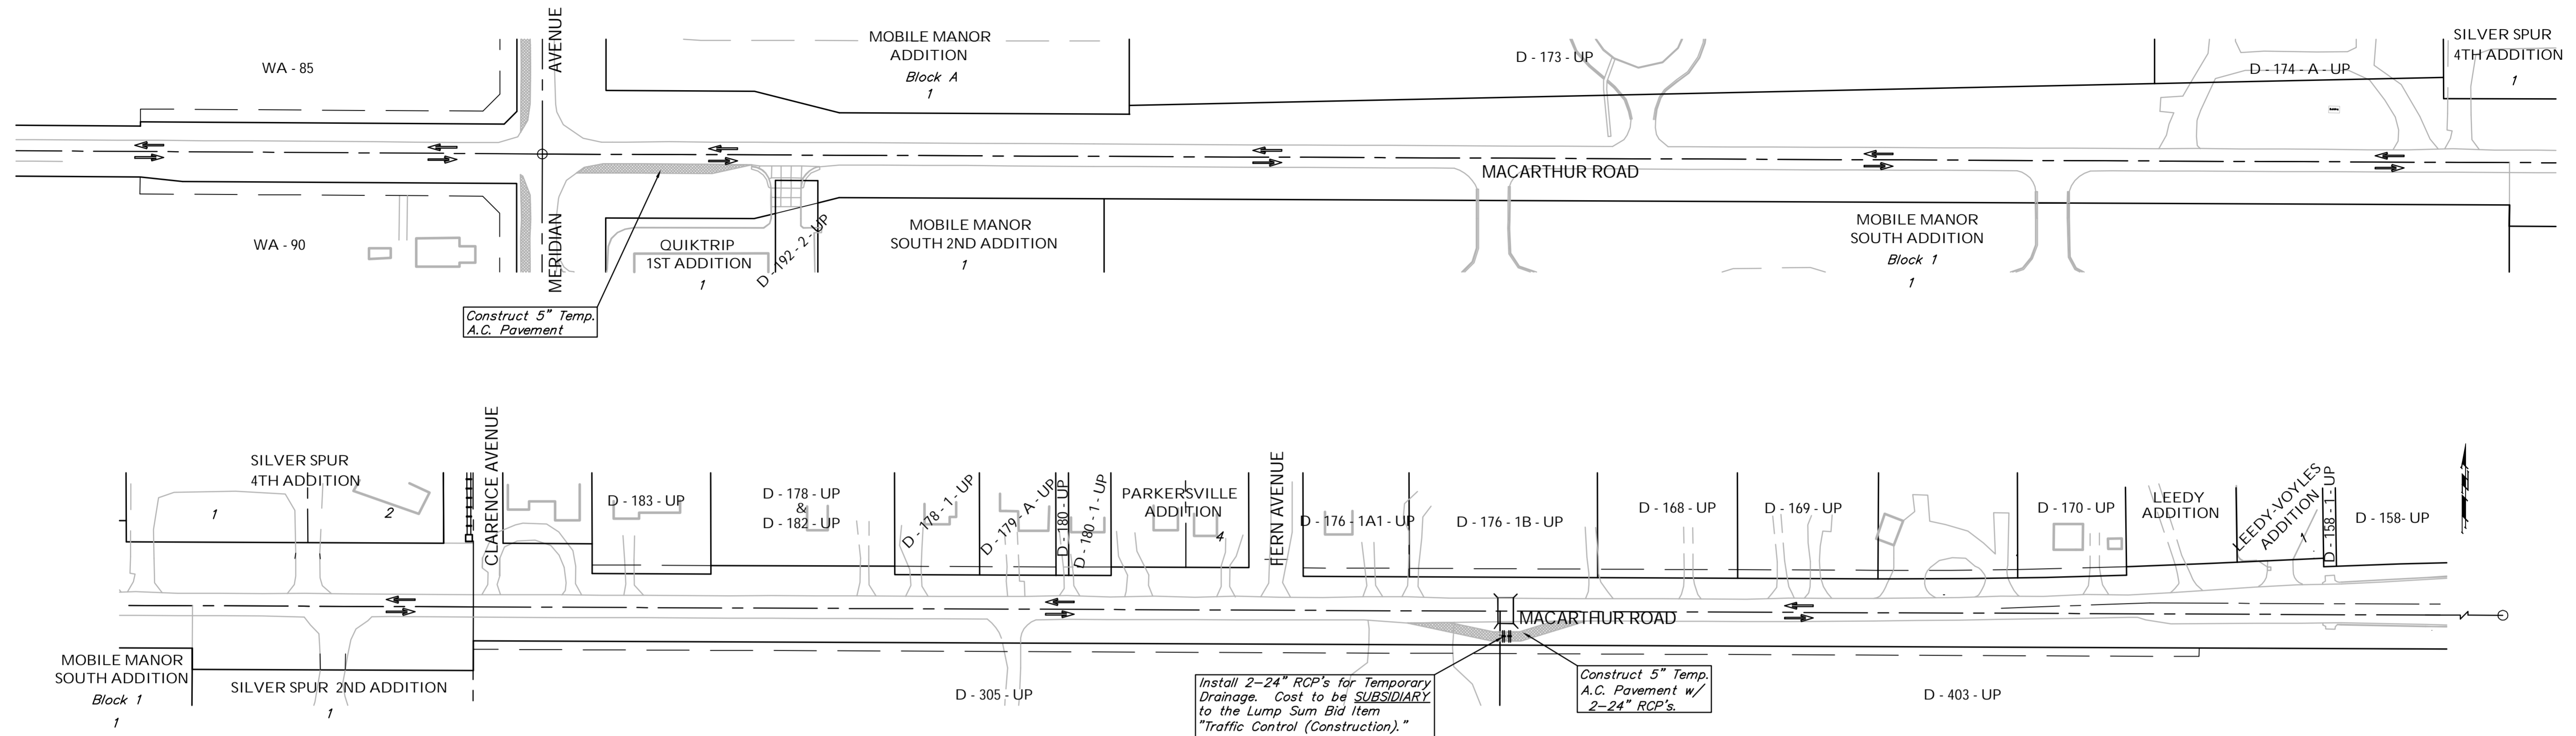 WA - 85
AVENUE
MOBILE MANOR
ADDITION
Block A
1
D - 173 - UP
D - 174 - A - UP
SILVER SPUR
4TH ADDITION
1
MACARTHUR ROAD
WA - 90
MERIDIAN
QUIKTRIP
1ST ADDITION
1
D - 192 - 2 - UP
MOBILE MANOR
SOUTH 2ND ADDITION
1
MOBILE MANOR
SOUTH ADDITION
Block 1
1
Construct 5" Temp.
A.C. Pavement
SILVER SPUR
4TH ADDITION
1
2
CLARENCE AVENUE
D - 183 - UP
D - 178 - UP
&
D - 182 - UP
D - 178 - 1 - UP
D - 179 - A - UP
D - 180 - UP
D - 180 - 1 - UP
PARKERSVILLE
ADDITION
4
HERN AVENUE
D - 176 - 1A1 - UP
D - 176 - 1B - UP
D - 168 - UP
D - 169 - UP
D - 170 - UP
LEEDY
ADDITION
LEEDY-VOYLES
ADDITION
1
D - 158 - 1 - UP
D - 158- UP
MACARTHUR ROAD
MOBILE MANOR
SOUTH ADDITION
Block 1
1
SILVER SPUR 2ND ADDITION
1
D - 305 - UP
Install 2-24" RCP's for Temporary
Drainage. Cost to be SUBSIDIARY
to the Lump Sum Bid Item
"Traffic Control (Construction)."
Construct 5" Temp.
A.C. Pavement w/
2-24" RCP's.
D - 403 - UP